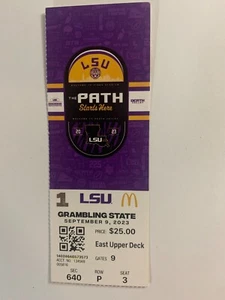 LSU
THE PATH
Starts Here
20 23
LSU
1 LSU
GRAMBLING STATE
SEPTEMBER 9, 2023
PRICE $25.00
East Upper Deck
GATES 9
SEC ROW SEAT
640 P 3